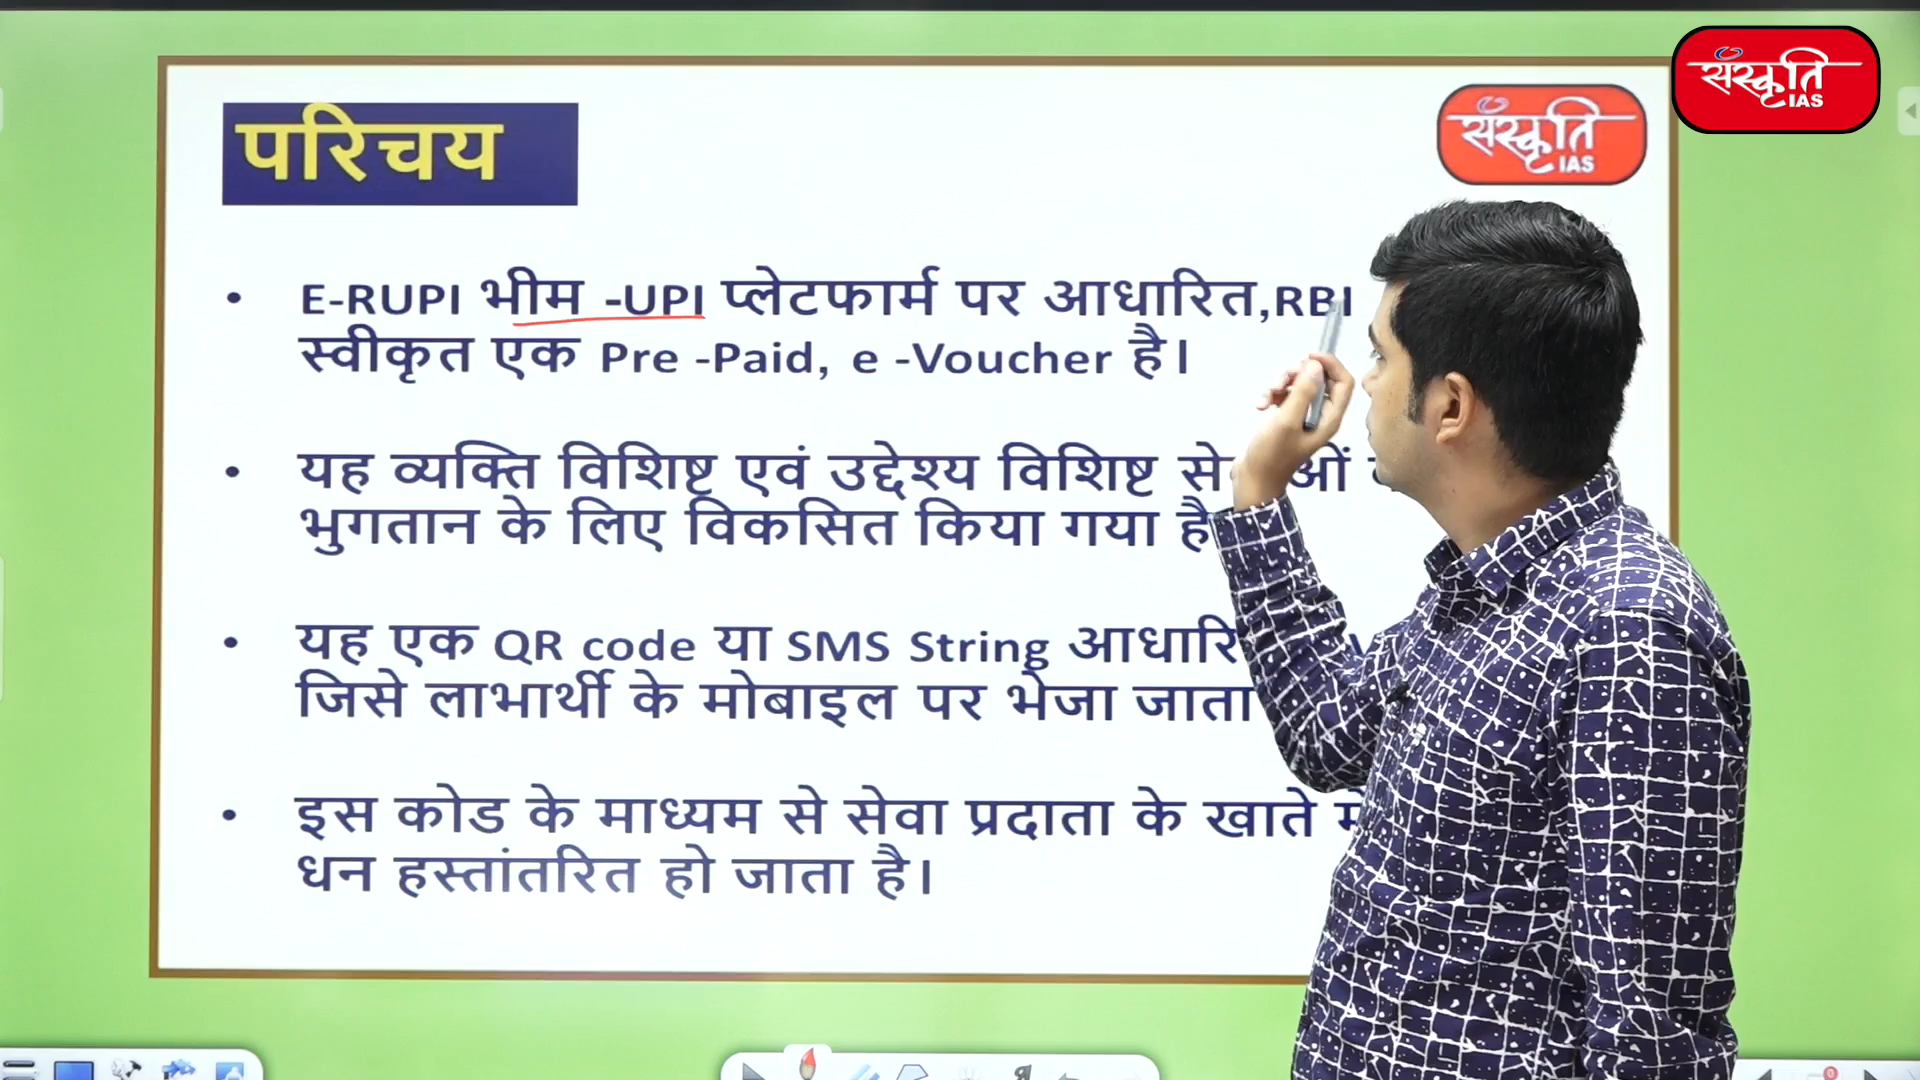 संस्कृति
IAS
संस्कृति
IAS
परिचय
• E-RUPI भीम -UPI प्लेटफार्म पर आधारित,RBI
स्वीकृत एक Pre -Paid, e -Voucher है।
• यह व्यक्ति विशिष्ट एवं उद्देश्य विशिष्ट
भुगतान के लिए विकसित किया गया है
• यह एक QR code या SMS String
जिसे लाभार्थी के मोबाइल पर भेजा जाता
• इस कोड के माध्यम से सेवा प्रदाता के खाते
धन हस्तांतरित हो जाता है।